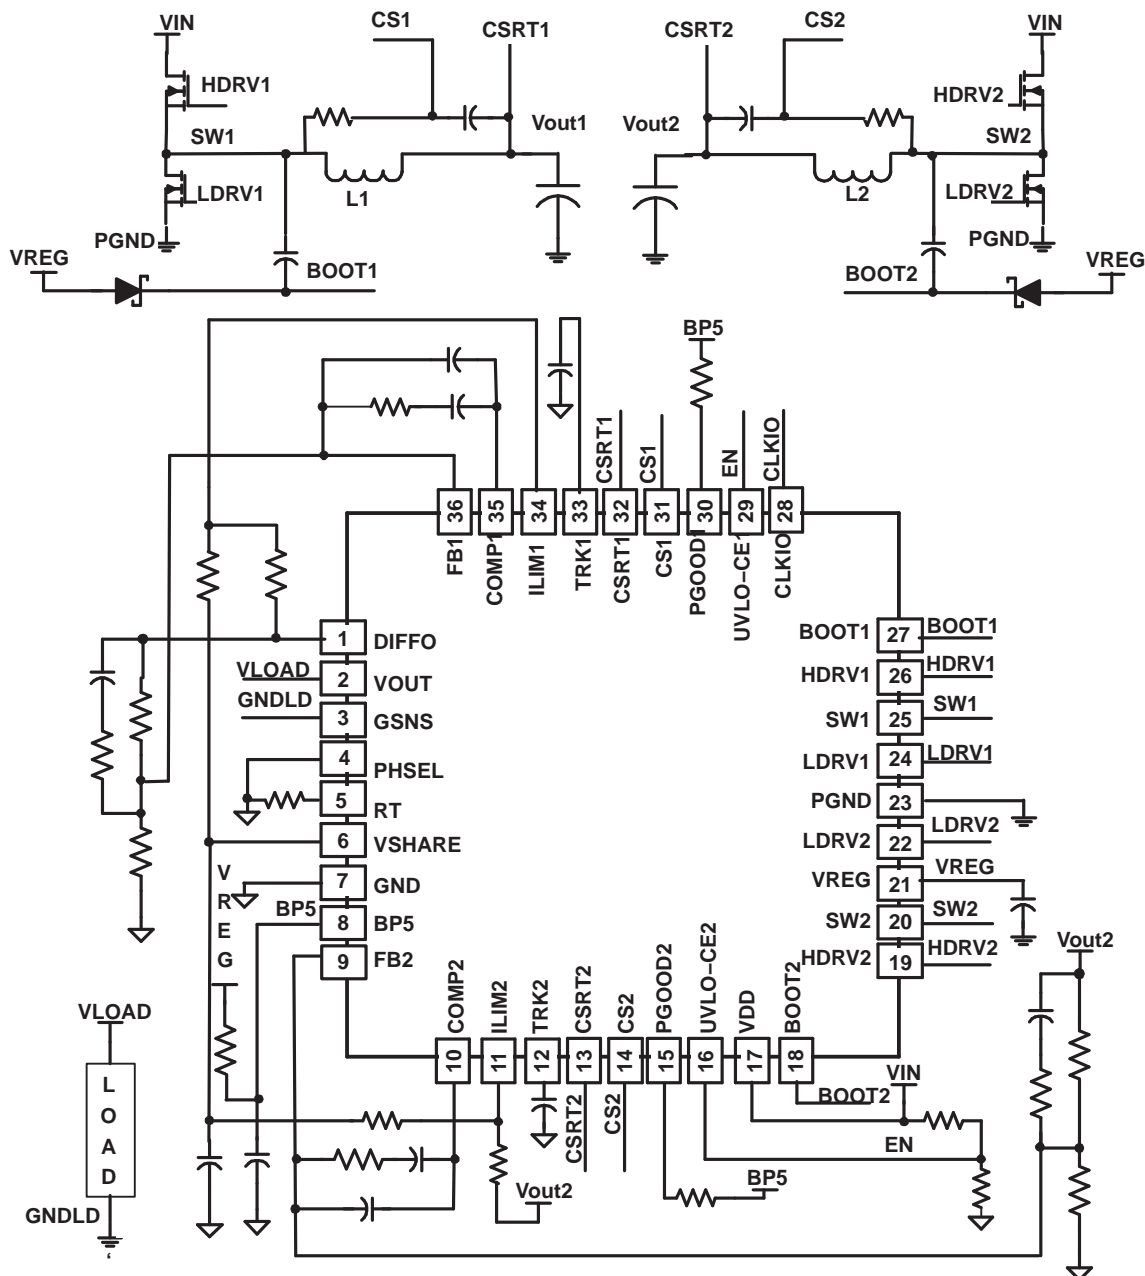 VIN
CS1
CSRT1
CSRT2
CS2
VIN
HDRV1
HDRV2
SW1
Vout1
Vout2
SW2
LDRV1
L1
L2
LDRV2
PGND
PGND
VREG
BOOT1
BOOT2
VREG
BP5
CSRT1
CS1
EN
CLKIO
36
35
34
33
32
31
30
29
28
FB1
COMP1
ILIM1
TRK1
CSRT1
CS1
PGOOD1
UVLO-CE1
CLKIO
1
DIFFO
VLOAD
2
VOUT
GNDLD
3
GSNS
4
PHSEL
5
RT
6
VSHARE
7
GND
BP5
8
BP5
9
FB2
VREG
BOOT1
27
BOOT1
HDRV1
26
HDRV1
SW1
25
SW1
LDRV1
24
LDRV1
PGND
23
LDRV2
22
LDRV2
VREG
21
VREG
SW2
20
SW2
HDRV2
19
HDRV2
Vout2
COMP2
ILIM2
TRK2
CSRT2
CS2
PGOOD2
UVLO-CE2
VDD
BOOT2
10
11
12
13
14
15
16
17
18
VIN
BOOT2
CSRT2
CS2
EN
BP5
Vout2
VLOAD
LOAD
GNDLD